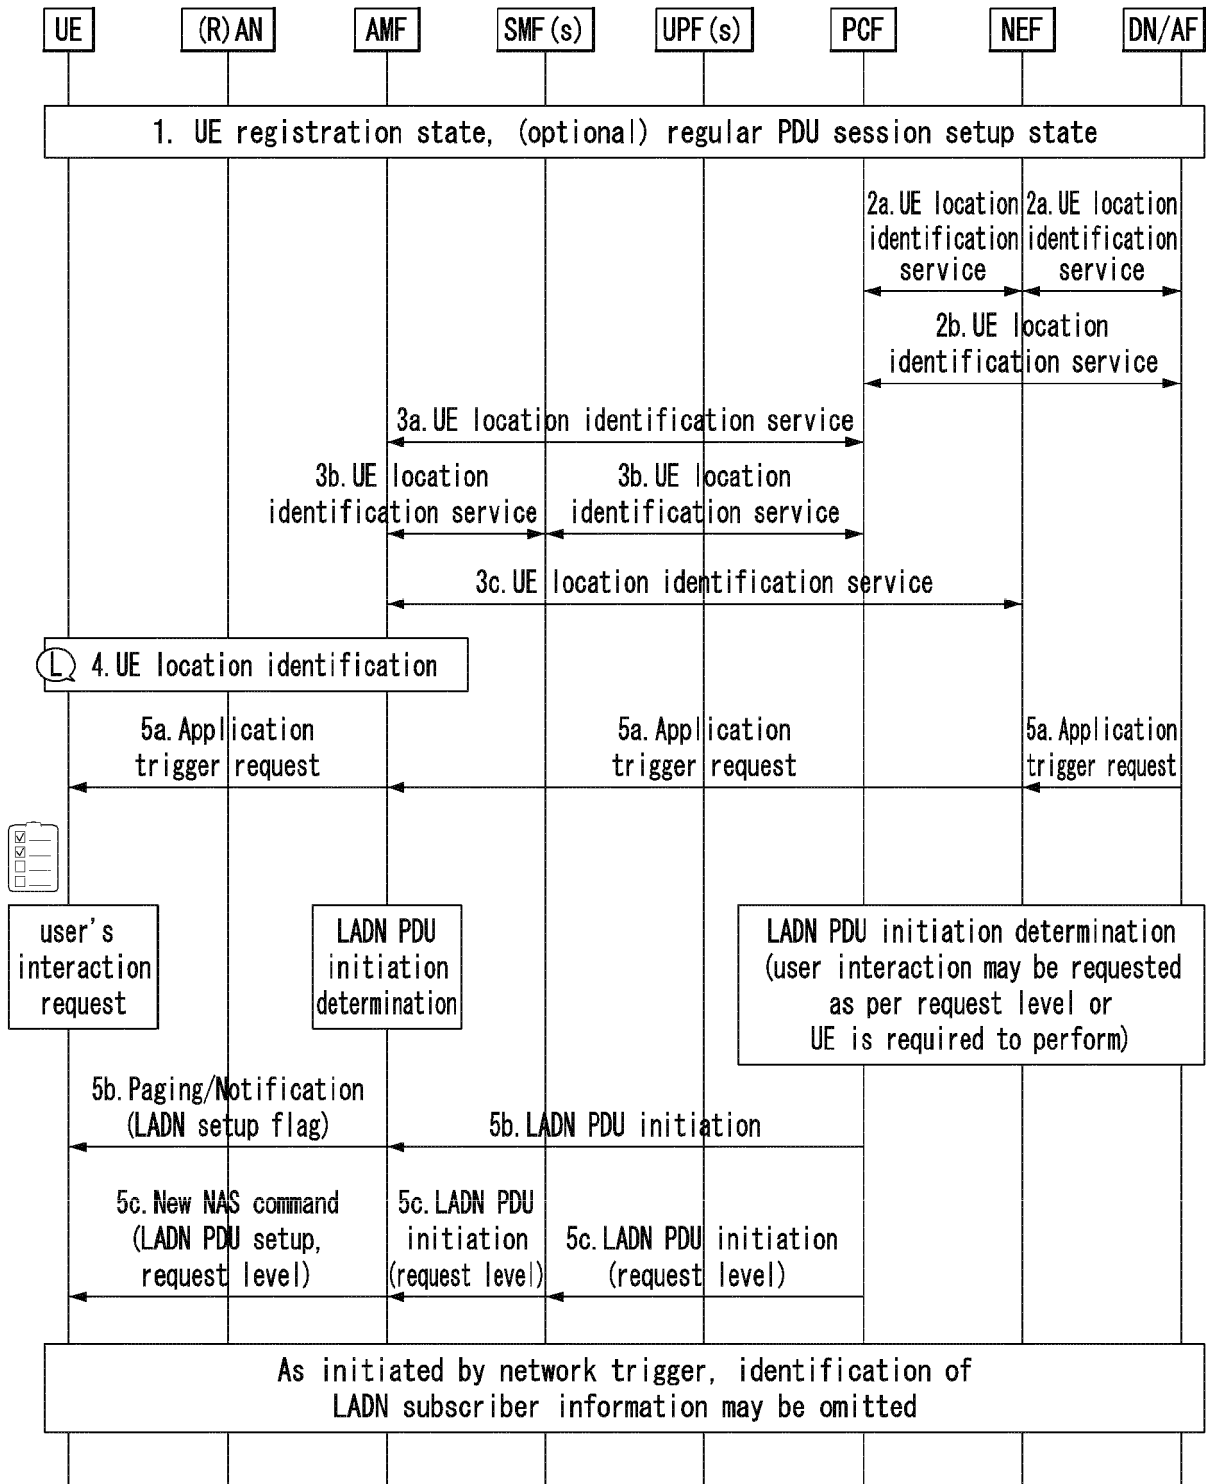 UE
(R)AN
AMF
SMF(s)
UPF(s)
PCF
NEF
DN/AF
1. UE registration state, (optional) regular PDU session setup state
2a.UE location
identification
service
2a.UE location
identification
service
2b.UE location
identification service
3a.UE location identification service
3b.UE location
identification service
3b.UE location
identification service
3c.UE location identification service
L
4.UE location identification
5a.Application
trigger request
5a.Application
trigger request
5a.Application
trigger request
user's
interaction
request
LADN PDU
initiation
determination
LADN PDU initiation determination
(user interaction may be requested
as per request level or
UE is required to perform)
5b.Paging/Notification
(LADN setup flag)
5b.LADN PDU initiation
5c.New NAS command
(LADN PDU setup,
request level)
5c.LADN PDU
initiation
(request level)
5c.LADN PDU initiation
(request level)
As initiated by network trigger, identification of
LADN subscriber information may be omitted